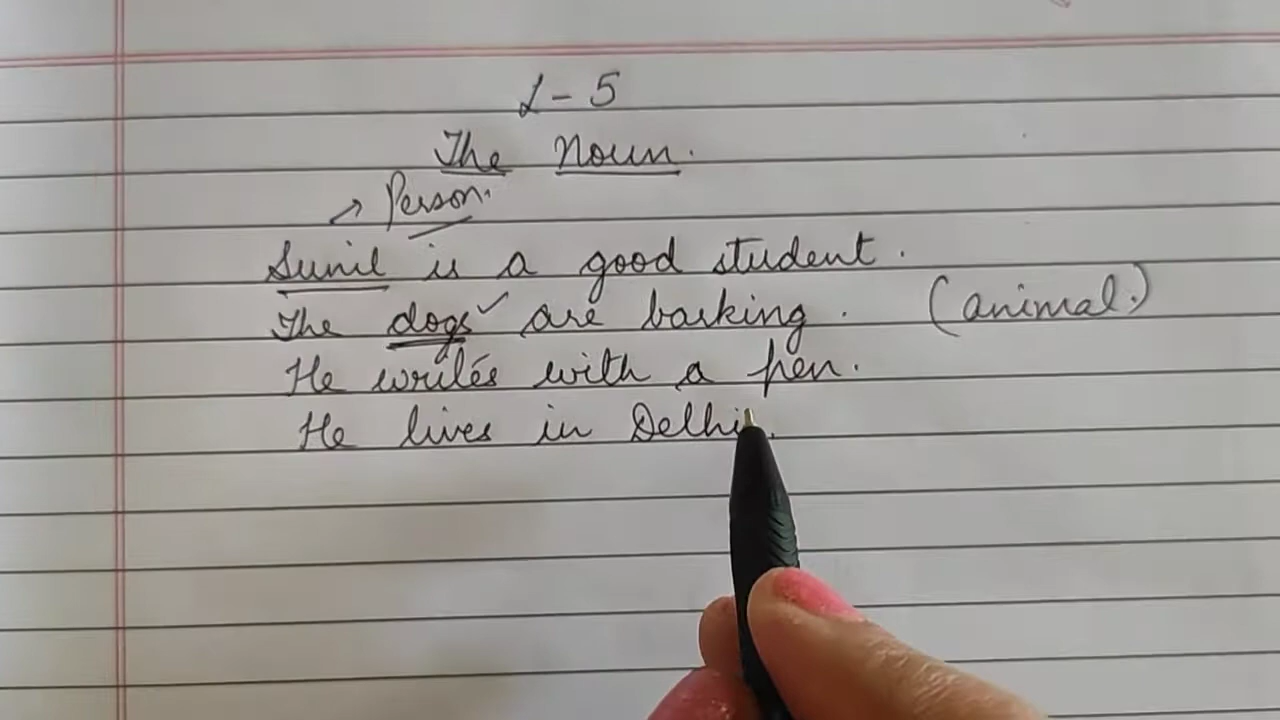 L-5
The Noun.
→ Person.
Sunil is a good student.
The dogs✓ are barking. (animal.)
He writes with a pen.
He lives in Delhi.